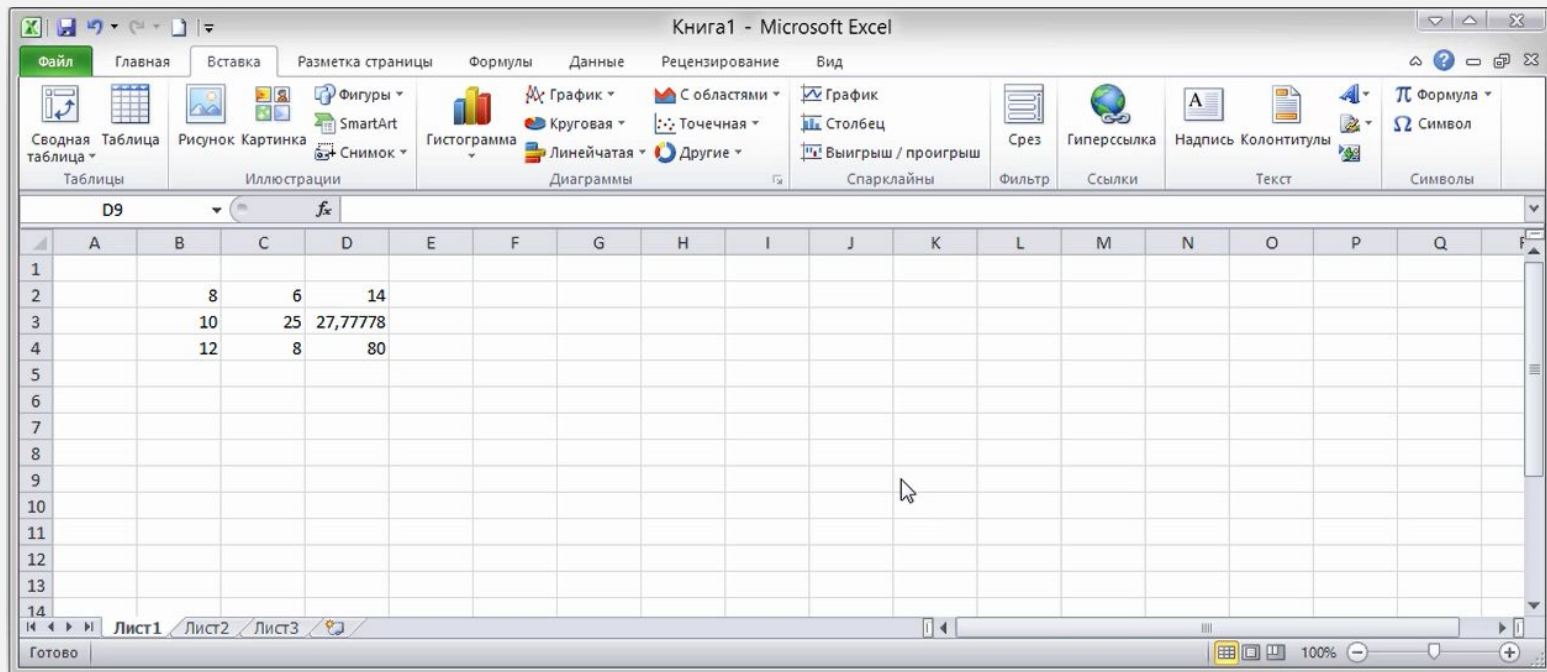 Книга1 - Microsoft Excel
Файл Главная Вставка Разметка страницы Формулы Данные Рецензирование Вид
Сводная таблица
Таблица
Таблицы
Рисунок
Картинка
Фигуры
SmartArt
Снимок
Иллюстрации
Гистограмма
График
Круговая
Линейчатая
С областями
Точечная
Другие
Диаграммы
График
Столбец
Выигрыш / проигрыш
Спарклайны
Срез
Фильтр
Гиперссылка
Ссылки
Надпись
Колонтитулы
Текст
π Формула
Ω Символ
Символы
D9 fx
A B C D E F G H I J K L M N O P Q
1
2 8 6 14
3 10 25 27,77778
4 12 8 80
5
6
7
8
9
10
11
12
13
14
Лист1 Лист2 Лист3
Готово 100%